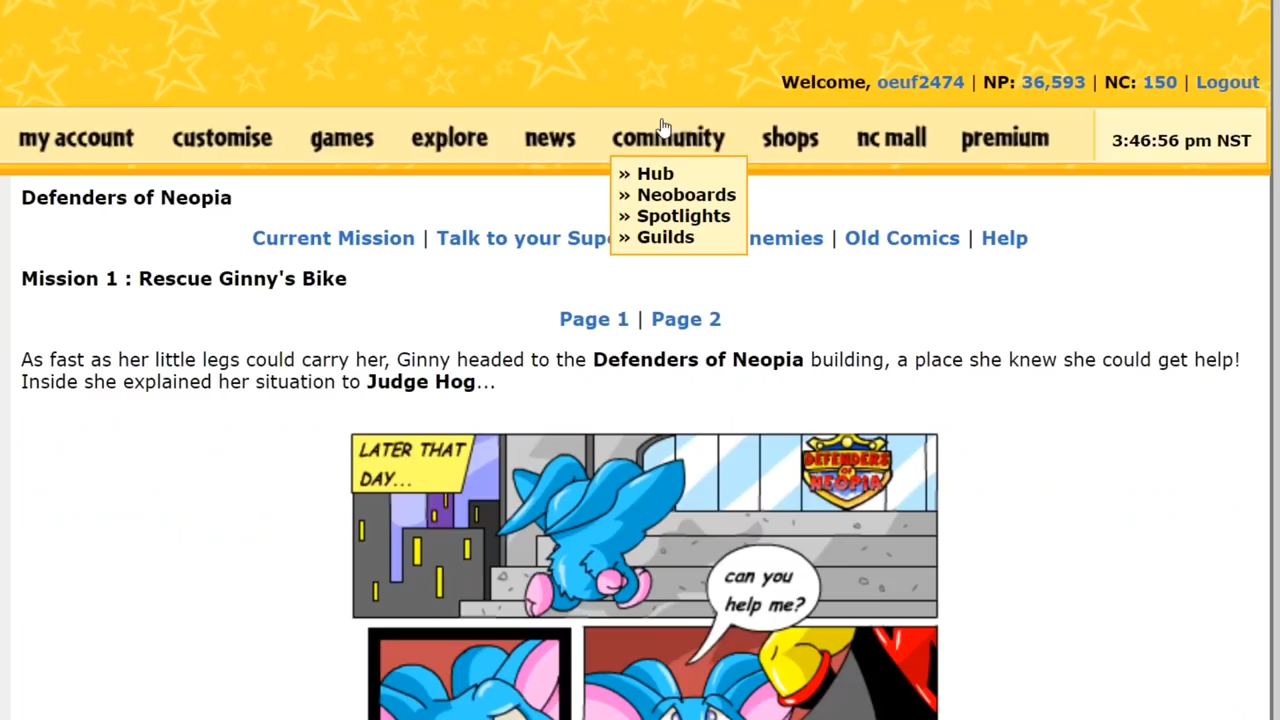 Welcome, oeuf2474 | NP: 36,593 | NC: 150 | Logout
my account customise games explore news community shops nc mall premium 3:46:56 pm NST
» Hub
» Neoboards
» Spotlights
» Guilds
Defenders of Neopia
Current Mission | Talk to your Sup nemies | Old Comics | Help
Mission 1 : Rescue Ginny's Bike
Page 1 | Page 2
As fast as her little legs could carry her, Ginny headed to the Defenders of Neopia building, a place she knew she could get help!
Inside she explained her situation to Judge Hog...
LATER THAT
DAY...
DEFENDERS
OF
NEOPIA
can you
help me?